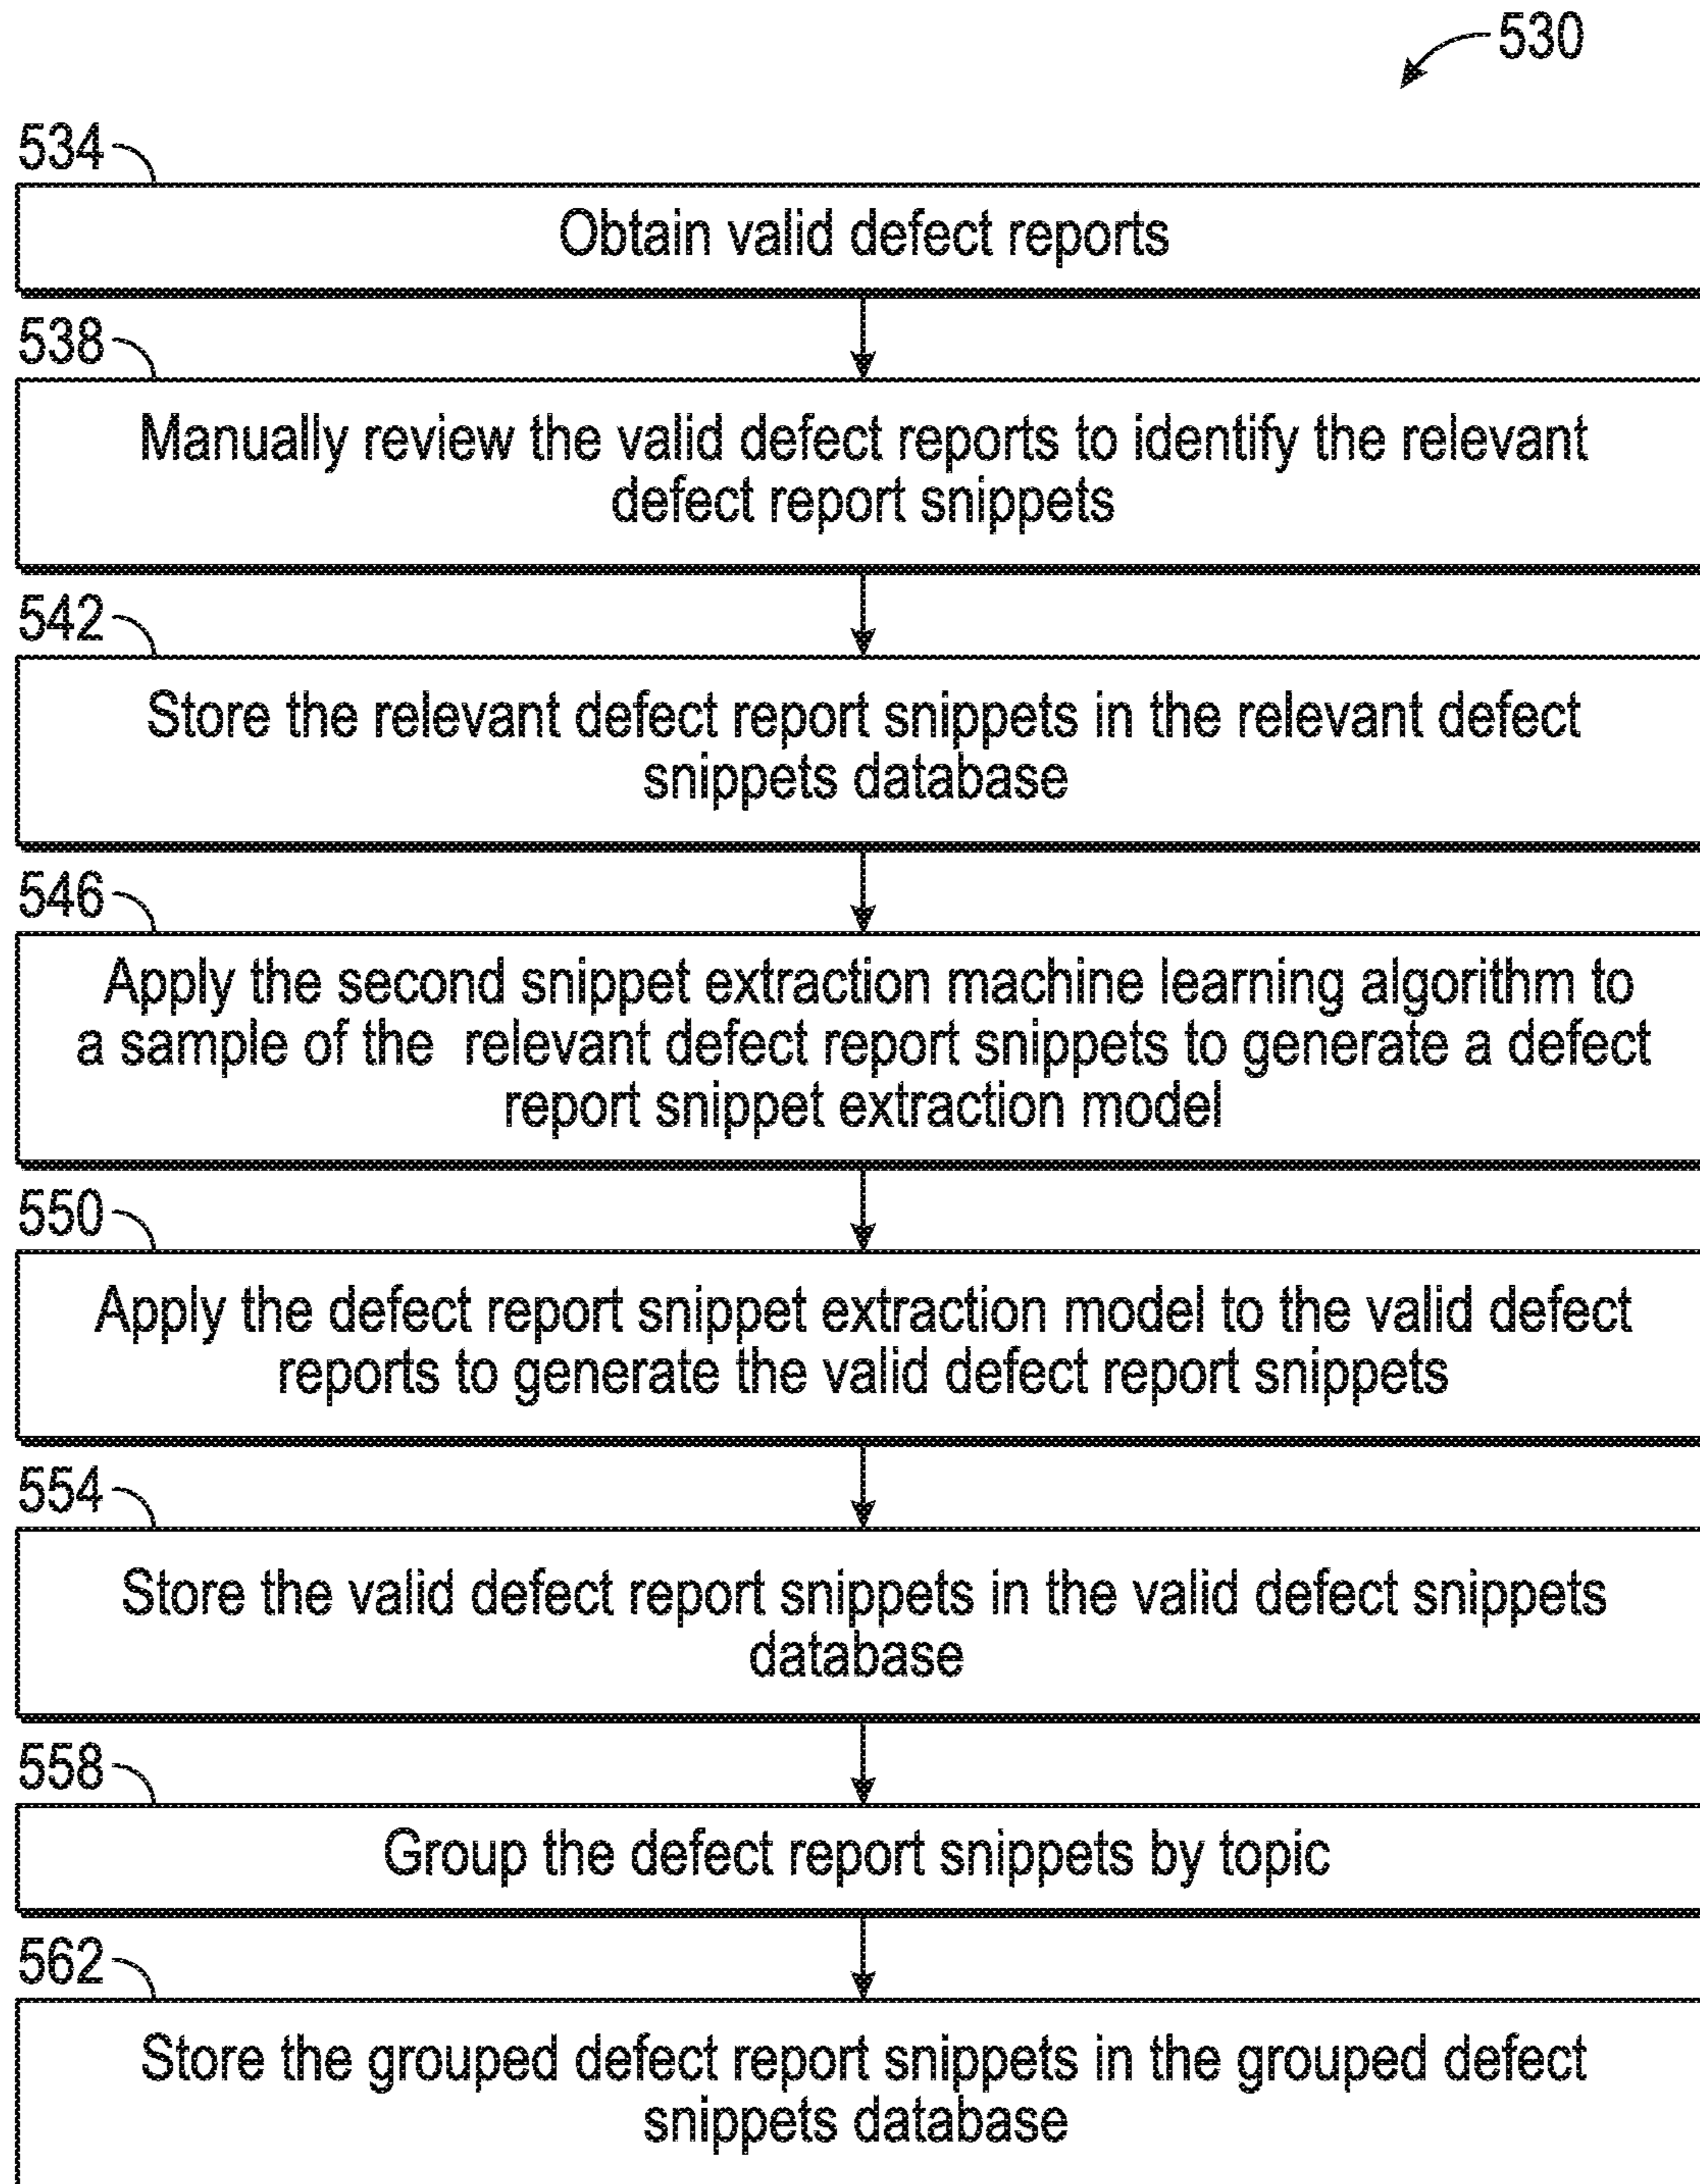 530
534
Obtain valid defect reports
538
Manually review the valid defect reports to identify the relevant
defect report snippets
542
Store the relevant defect report snippets in the relevant defect
snippets database
546
Apply the second snippet extraction machine learning algorithm to
a sample of the relevant defect report snippets to generate a defect
report snippet extraction model
550
Apply the defect report snippet extraction model to the valid defect
reports to generate the valid defect report snippets
554
Store the valid defect report snippets in the valid defect snippets
database
558
Group the defect report snippets by topic
562
Store the grouped defect report snippets in the grouped defect
snippets database